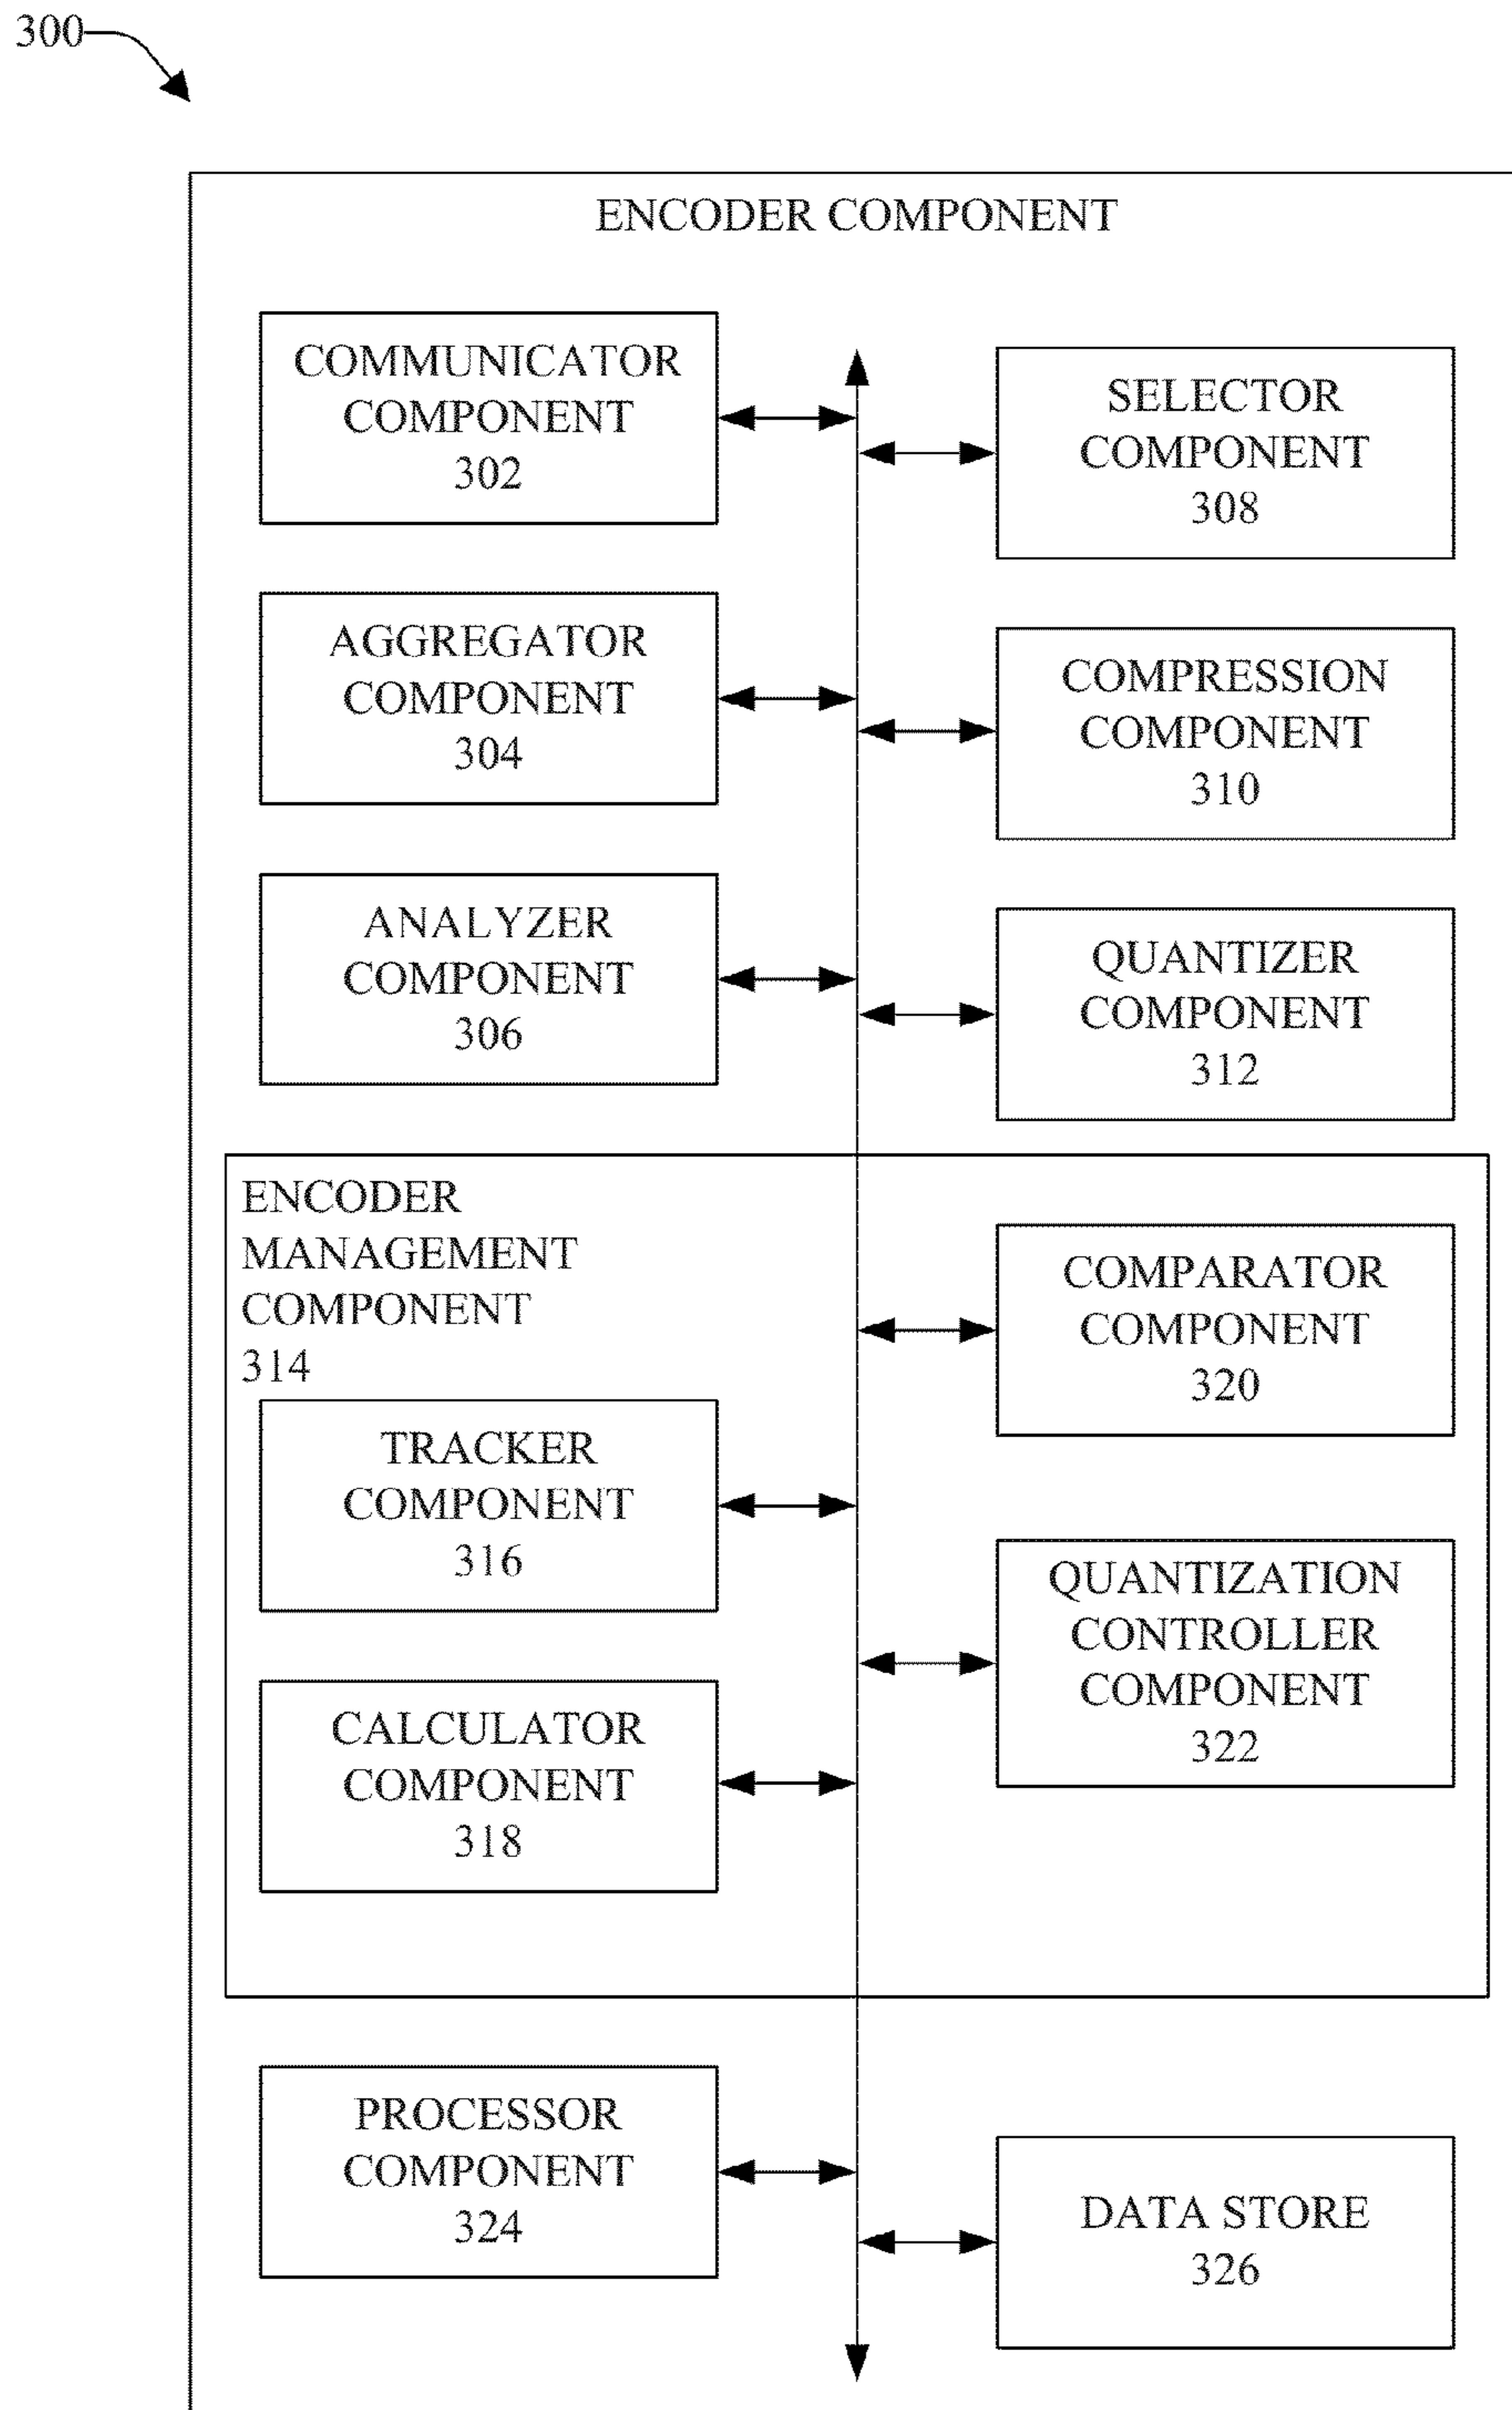 300
ENCODER COMPONENT
COMMUNICATOR
COMPONENT
302
SELECTOR
COMPONENT
308
AGGREGATOR
COMPONENT
304
COMPRESSION
COMPONENT
310
ANALYZER
COMPONENT
306
QUANTIZER
COMPONENT
312
ENCODER
MANAGEMENT
COMPONENT
314
COMPARATOR
COMPONENT
320
TRACKER
COMPONENT
316
QUANTIZATION
CONTROLLER
COMPONENT
322
CALCULATOR
COMPONENT
318
PROCESSOR
COMPONENT
324
DATA STORE
326